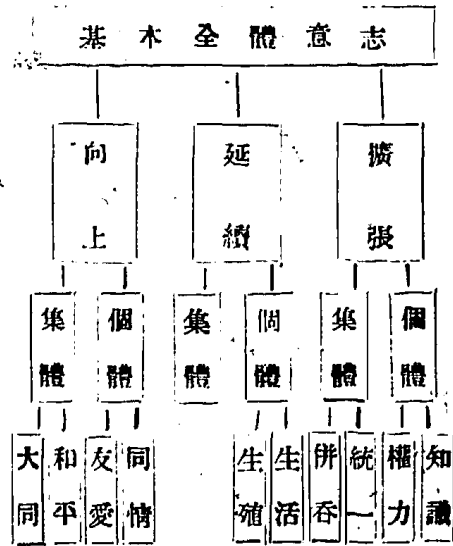 基本全體意志
向上
延續
擴張
集體
個體
集體
個體
集體
個體
大同
和平
友愛
同情
生殖
生活
併吞
統一
權力
知識